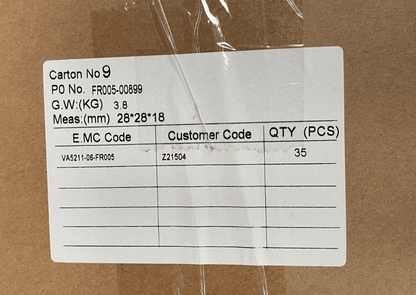 Carton No 9
PO No. FR005-00899
G.W:(KG) 3.8
Meas:(mm) 28*28*18
E.MC Code Customer Code QTY (PCS)
VA5211-06-FR005 Z21504 35